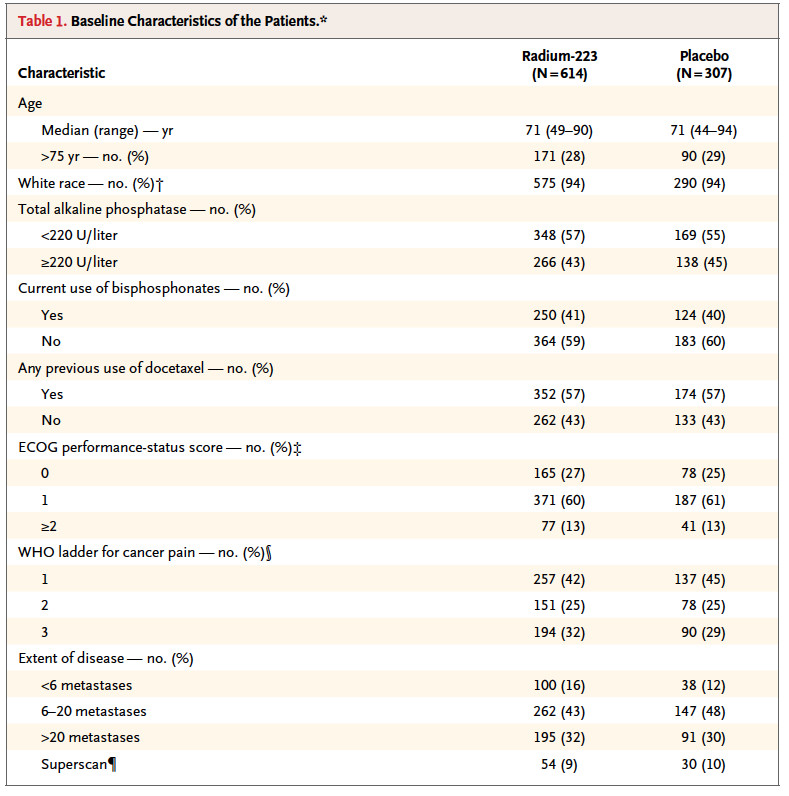 Table 1. Baseline Characteristics of the Patients.*
Characteristic Radium-223 (N=614) Placebo (N=307)
Age
Median (range) — yr 71 (49–90) 71 (44–94)
>75 yr — no. (%) 171 (28) 90 (29)
White race — no. (%)† 575 (94) 290 (94)
Total alkaline phosphatase — no. (%)
<220 U/liter 348 (57) 169 (55)
≥220 U/liter 266 (43) 138 (45)
Current use of bisphosphonates — no. (%)
Yes 250 (41) 124 (40)
No 364 (59) 183 (60)
Any previous use of docetaxel — no. (%)
Yes 352 (57) 174 (57)
No 262 (43) 133 (43)
ECOG performance-status score — no. (%)‡
0 165 (27) 78 (25)
1 371 (60) 187 (61)
≥2 77 (13) 41 (13)
WHO ladder for cancer pain — no. (%)§
1 257 (42) 137 (45)
2 151 (25) 78 (25)
3 194 (32) 90 (29)
Extent of disease — no. (%)
<6 metastases 100 (16) 38 (12)
6–20 metastases 262 (43) 147 (48)
>20 metastases 195 (32) 91 (30)
Superscan¶ 54 (9) 30 (10)